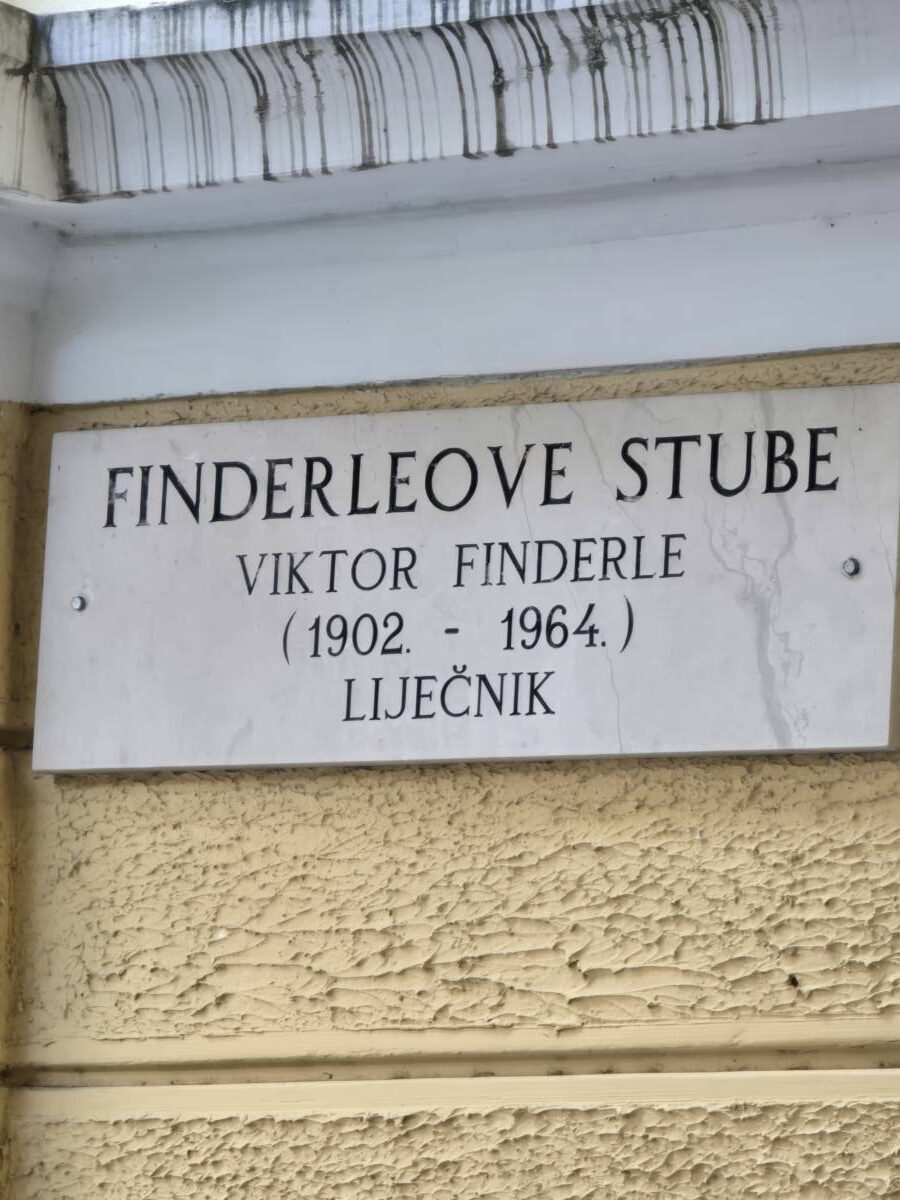 FINDERLEOVE STUBE
VIKTOR FINDERLE
(1902. - 1964.)
LIJEČNIK